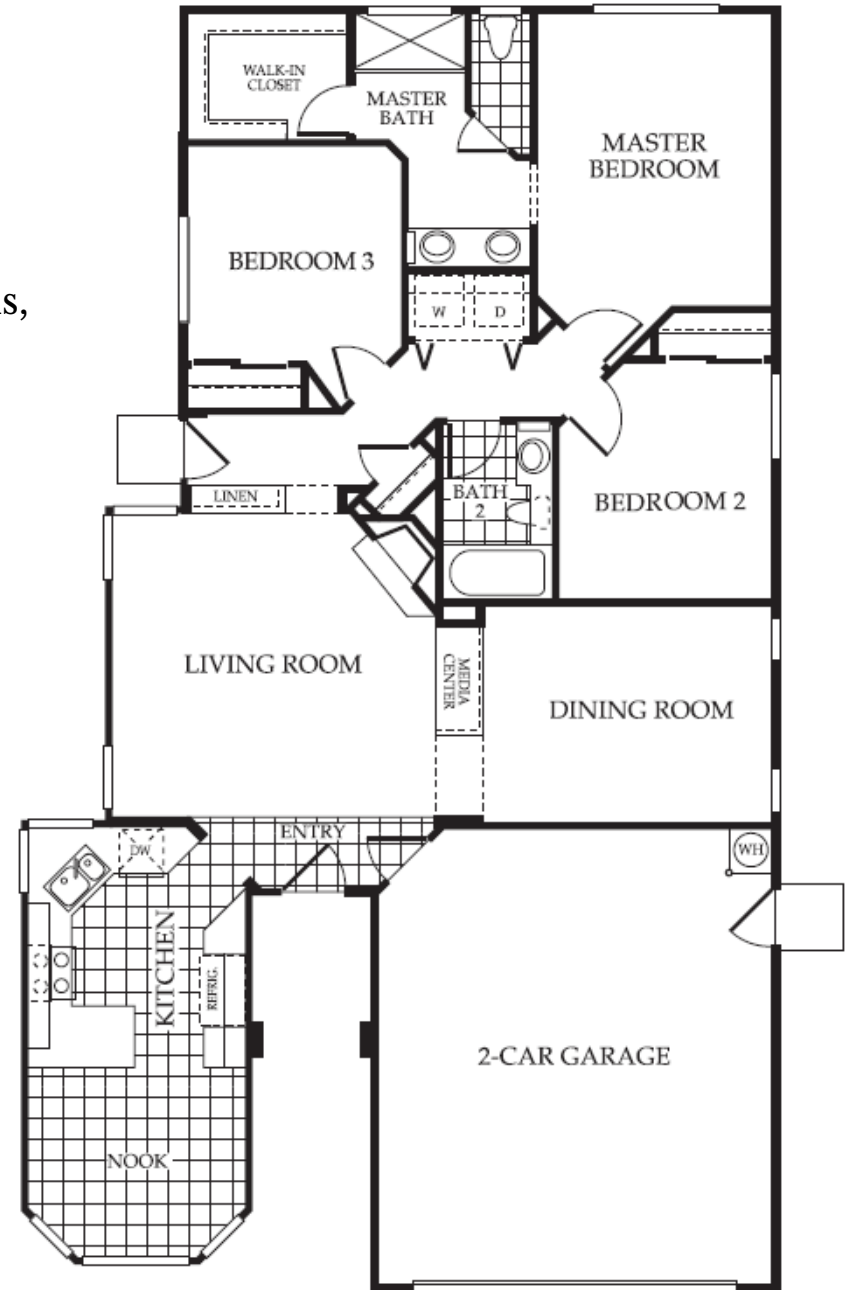 WALK-IN
CLOSET
MASTER
BATH
MASTER
BEDROOM
BEDROOM 3
s,
W
D
LINEN
BATH
2
BEDROOM 2
LIVING ROOM
MEDIA
CENTER
DINING ROOM
ENTRY
DW
WH
KITCHEN
REFRIG.
2-CAR GARAGE
NOOK